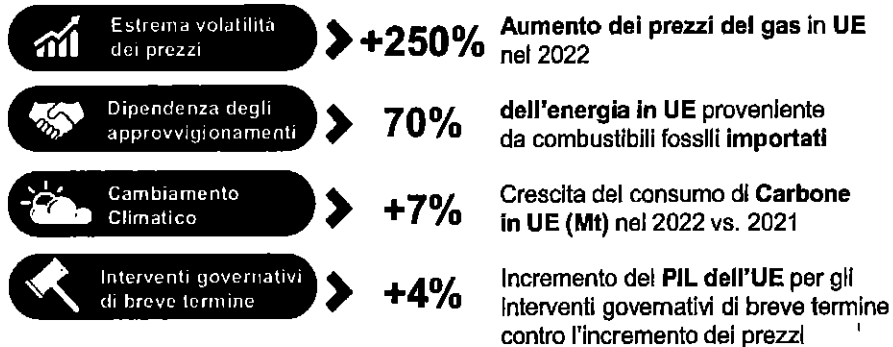 Estrema volatilità
dei prezzi
+250%
Aumento dei prezzi del gas in UE
nel 2022
Dipendenza degli
approvvigionamenti
70%
dell'energia in UE proveniente
da combustibili fossili importati
Cambiamento
Climatico
+7%
Crescita del consumo di Carbone
in UE (Mt) nel 2022 vs. 2021
Interventi governativi
di breve termine
+4%
Incremento del PIL dell'UE per gli
interventi governativi di breve termine
contro l'incremento dei prezzi